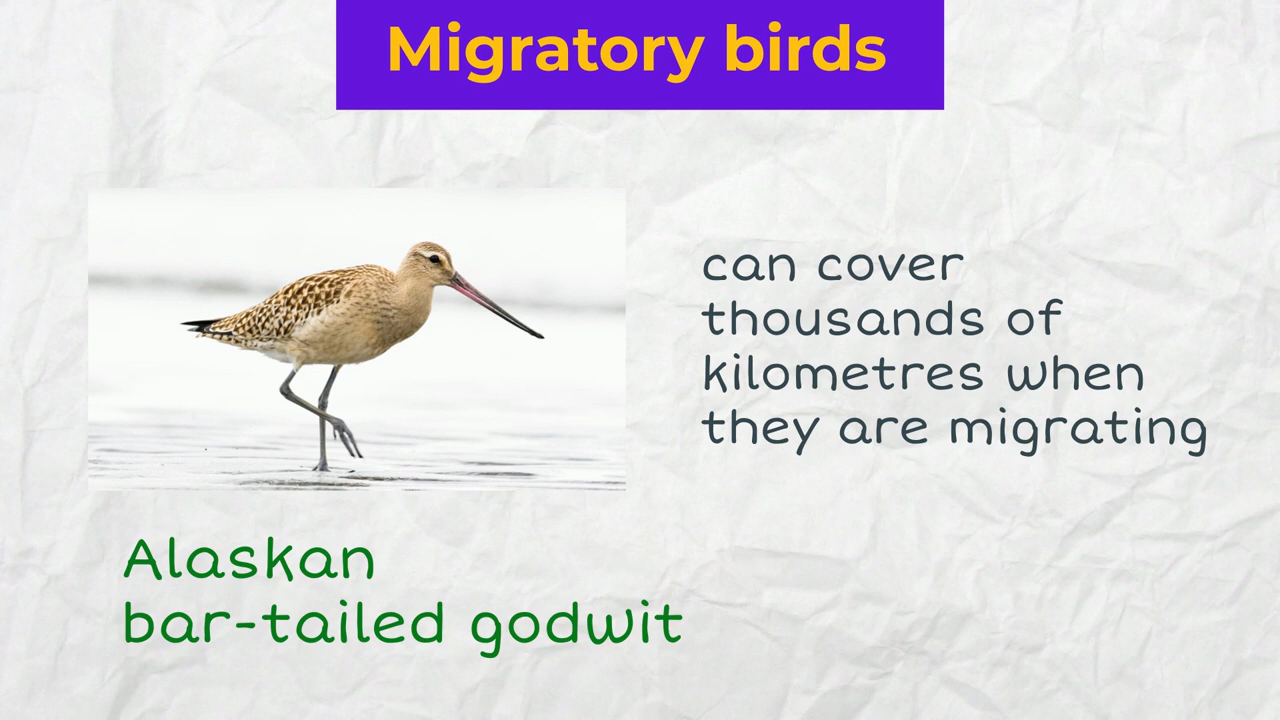 Migratory birds
can cover
thousands of
kilometres when
they are migrating
Alaskan
bar-tailed godwit